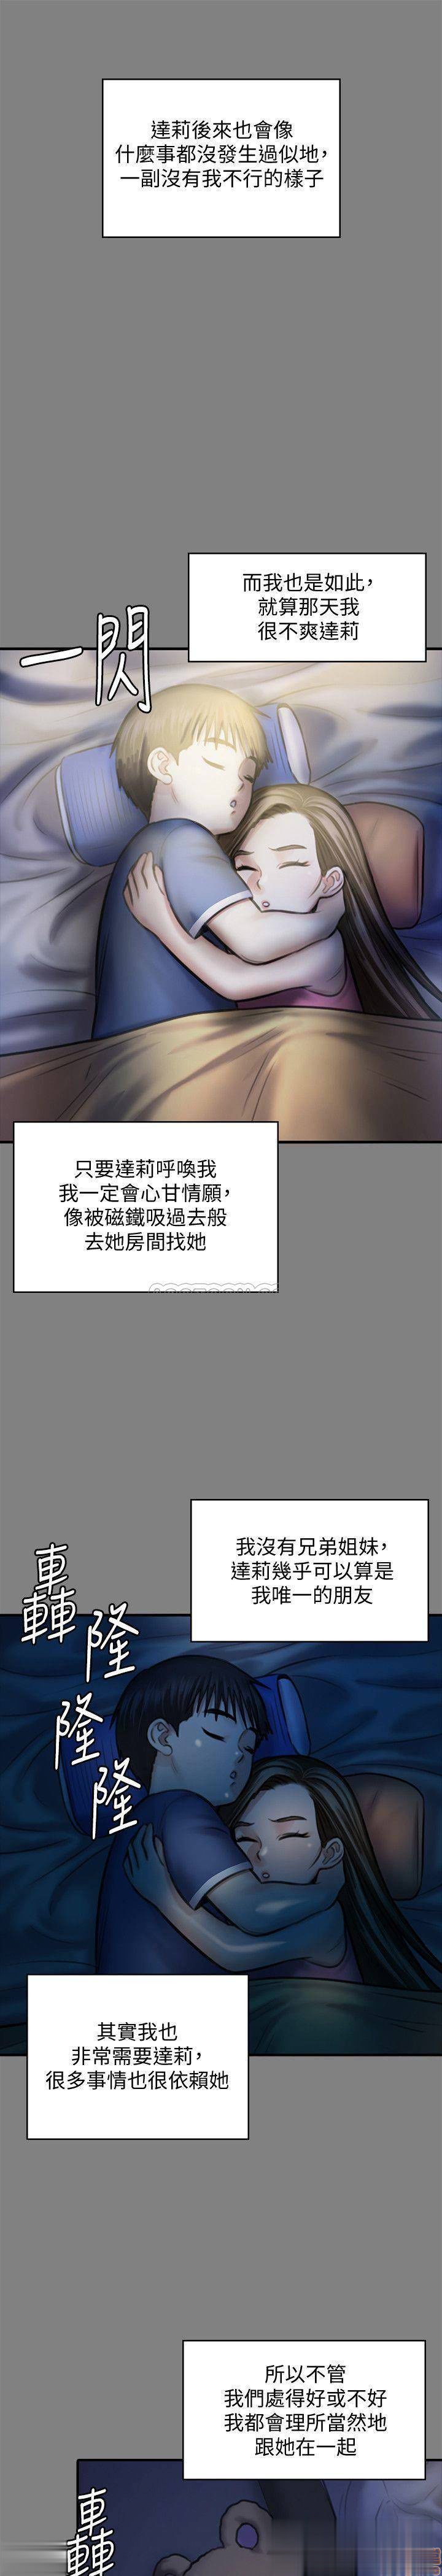 達莉後來也會像
什麼事都沒發生過似地，
一副沒有我不行的樣子
而我也是如此，
就算那天我
很不爽達莉
一閃
只要達莉呼喚我
我一定會心甘情願，
像被磁鐵吸過去般
去她房間找她
我沒有兄弟姐妹，
達莉幾乎可以算是
我唯一的朋友
轟
隆
隆
隆
其實我也
非常需要達莉，
很多事情也很依賴她
所以不管
我們處得好或不好
我都會理所當然地
跟她在一起
轟